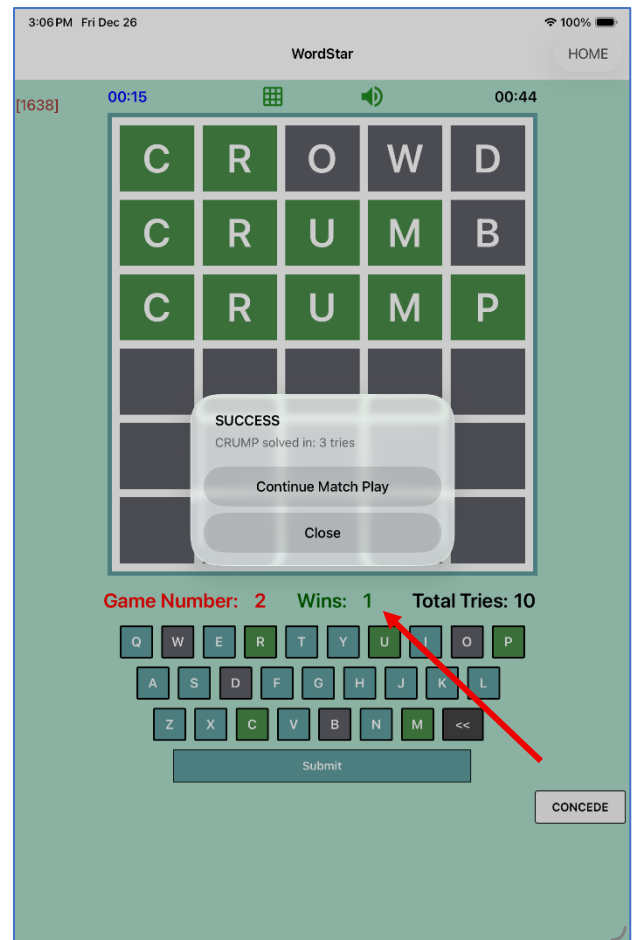 3:06 PM Fri Dec 26 100%
WordStar HOME
[1638] 00:15 00:44
C R O W D
C R U M B
C R U M P
SUCCESS
CRUMP solved in: 3 tries
Continue Match Play
Close
Game Number: 2 Wins: 1 Total Tries: 10
Q W E R T Y U I O P
A S D F G H J K L
Z X C V B N M <<
Submit
CONCEDE